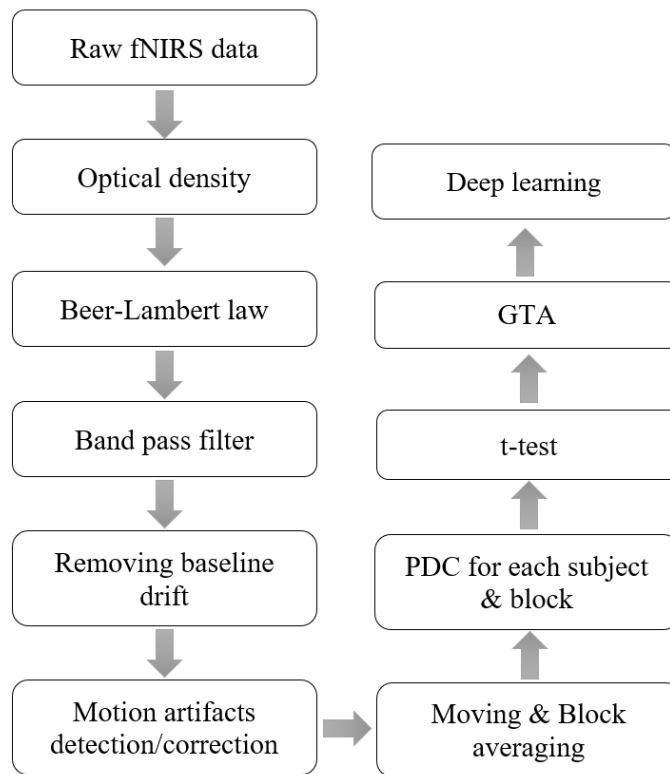 Raw fNIRS data
Optical density
Beer-Lambert law
Band pass filter
Removing baseline
drift
Motion artifacts
detection/correction
Moving & Block
averaging
PDC for each subject
& block
t-test
GTA
Deep learning